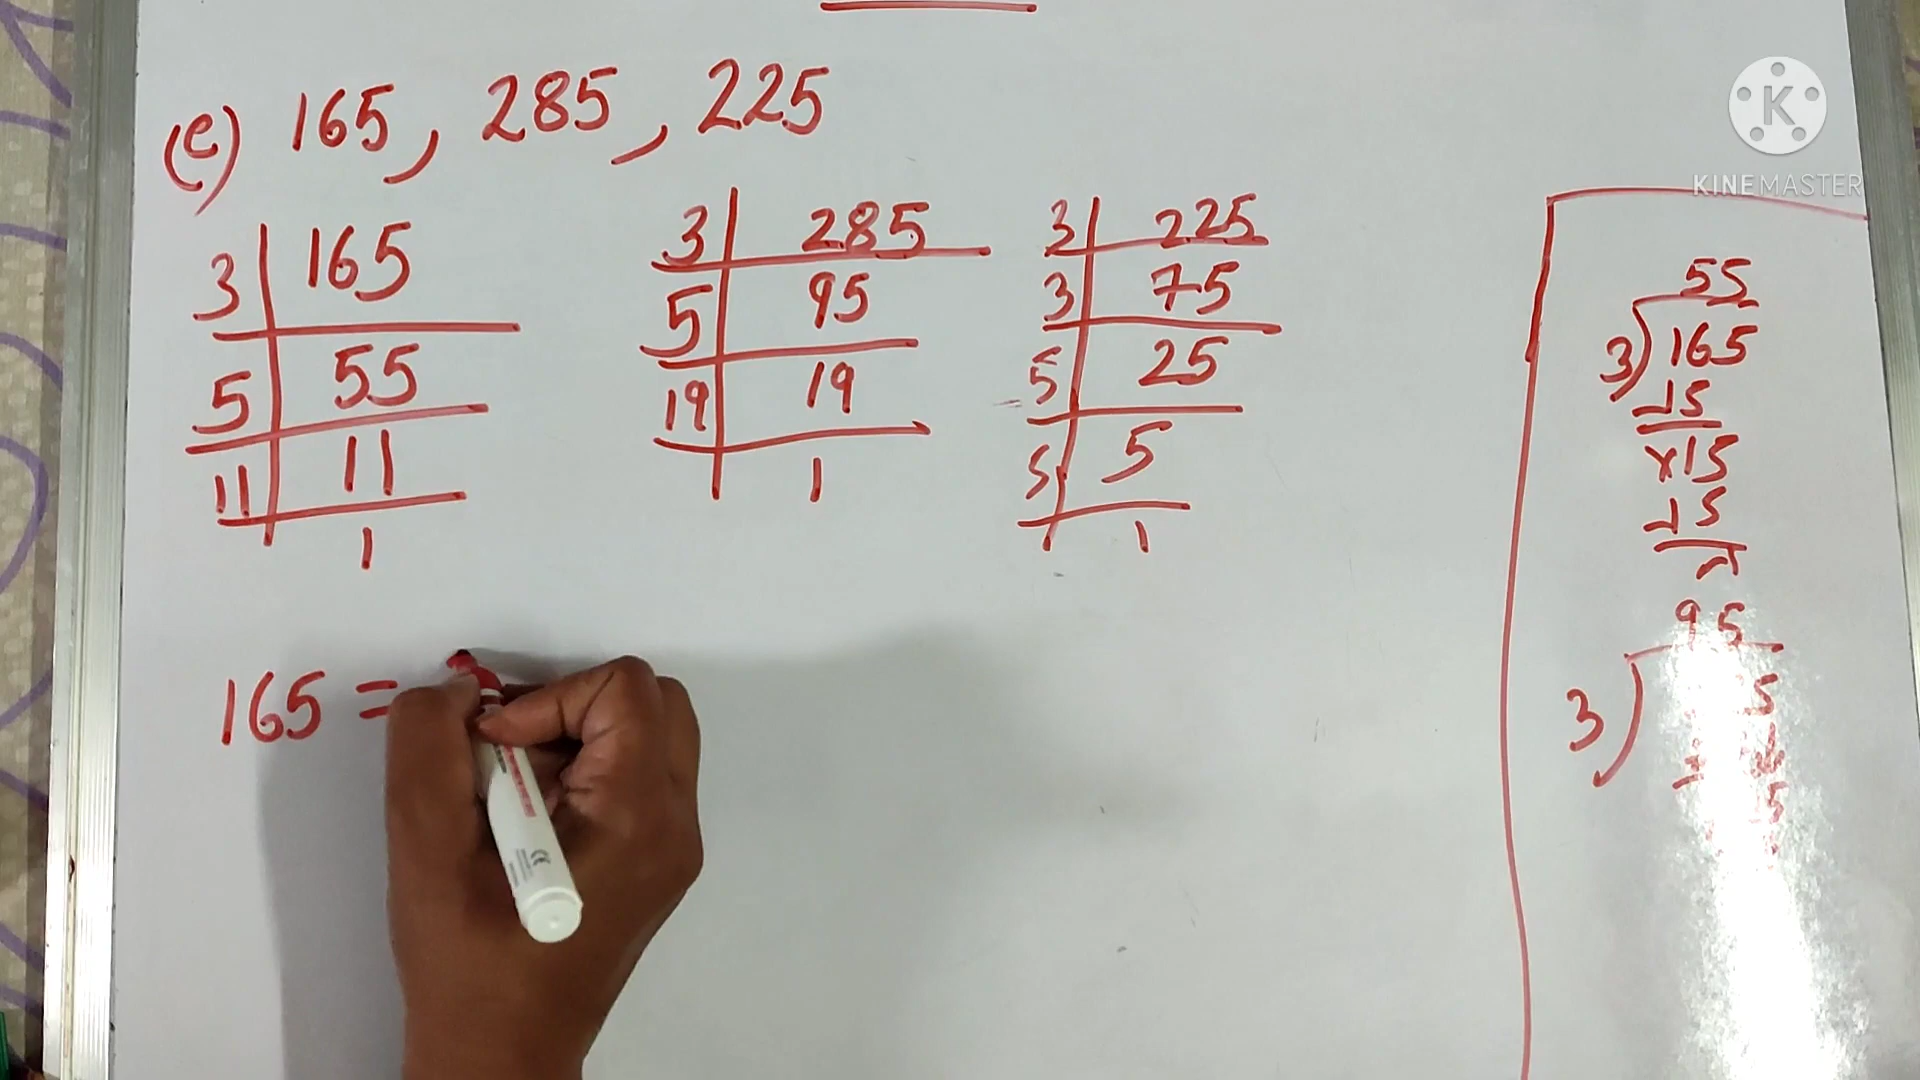 (e) 165, 285, 225
3 | 165
5 | 55
11 | 11
1
3 | 285
5 | 95
19 | 19
1
3 | 225
3 | 75
5 | 25
5 | 5
1
165 =
K
KINEMASTER
55
3)165
15
x15
15
95
3)